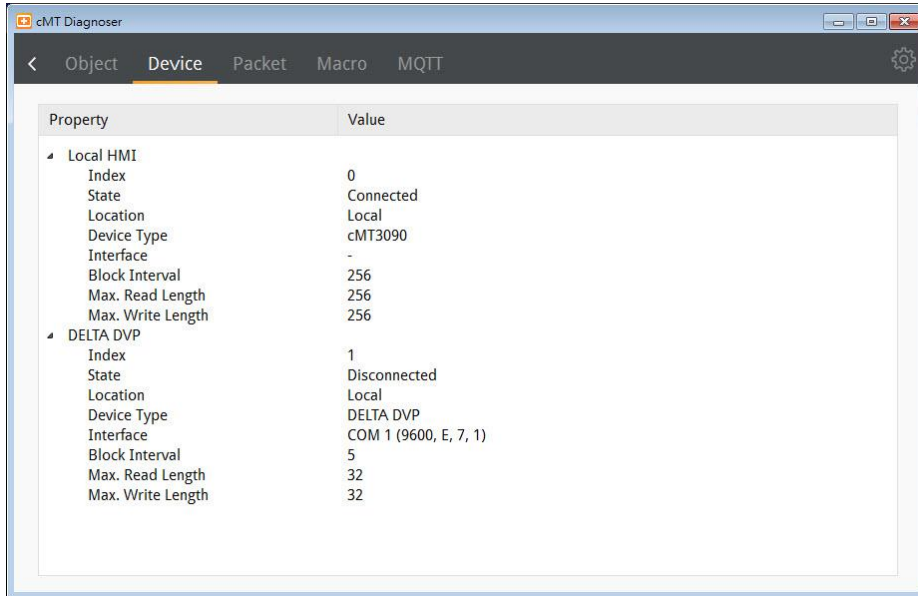 cMT Diagnoser
Object Device Packet Macro MQTT
Property Value
Local HMI
Index 0
State Connected
Location Local
Device Type cMT3090
Interface -
Block Interval 256
Max. Read Length 256
Max. Write Length 256
DELTA DVP
Index 1
State Disconnected
Location Local
Device Type DELTA DVP
Interface COM 1 (9600, E, 7, 1)
Block Interval 5
Max. Read Length 32
Max. Write Length 32